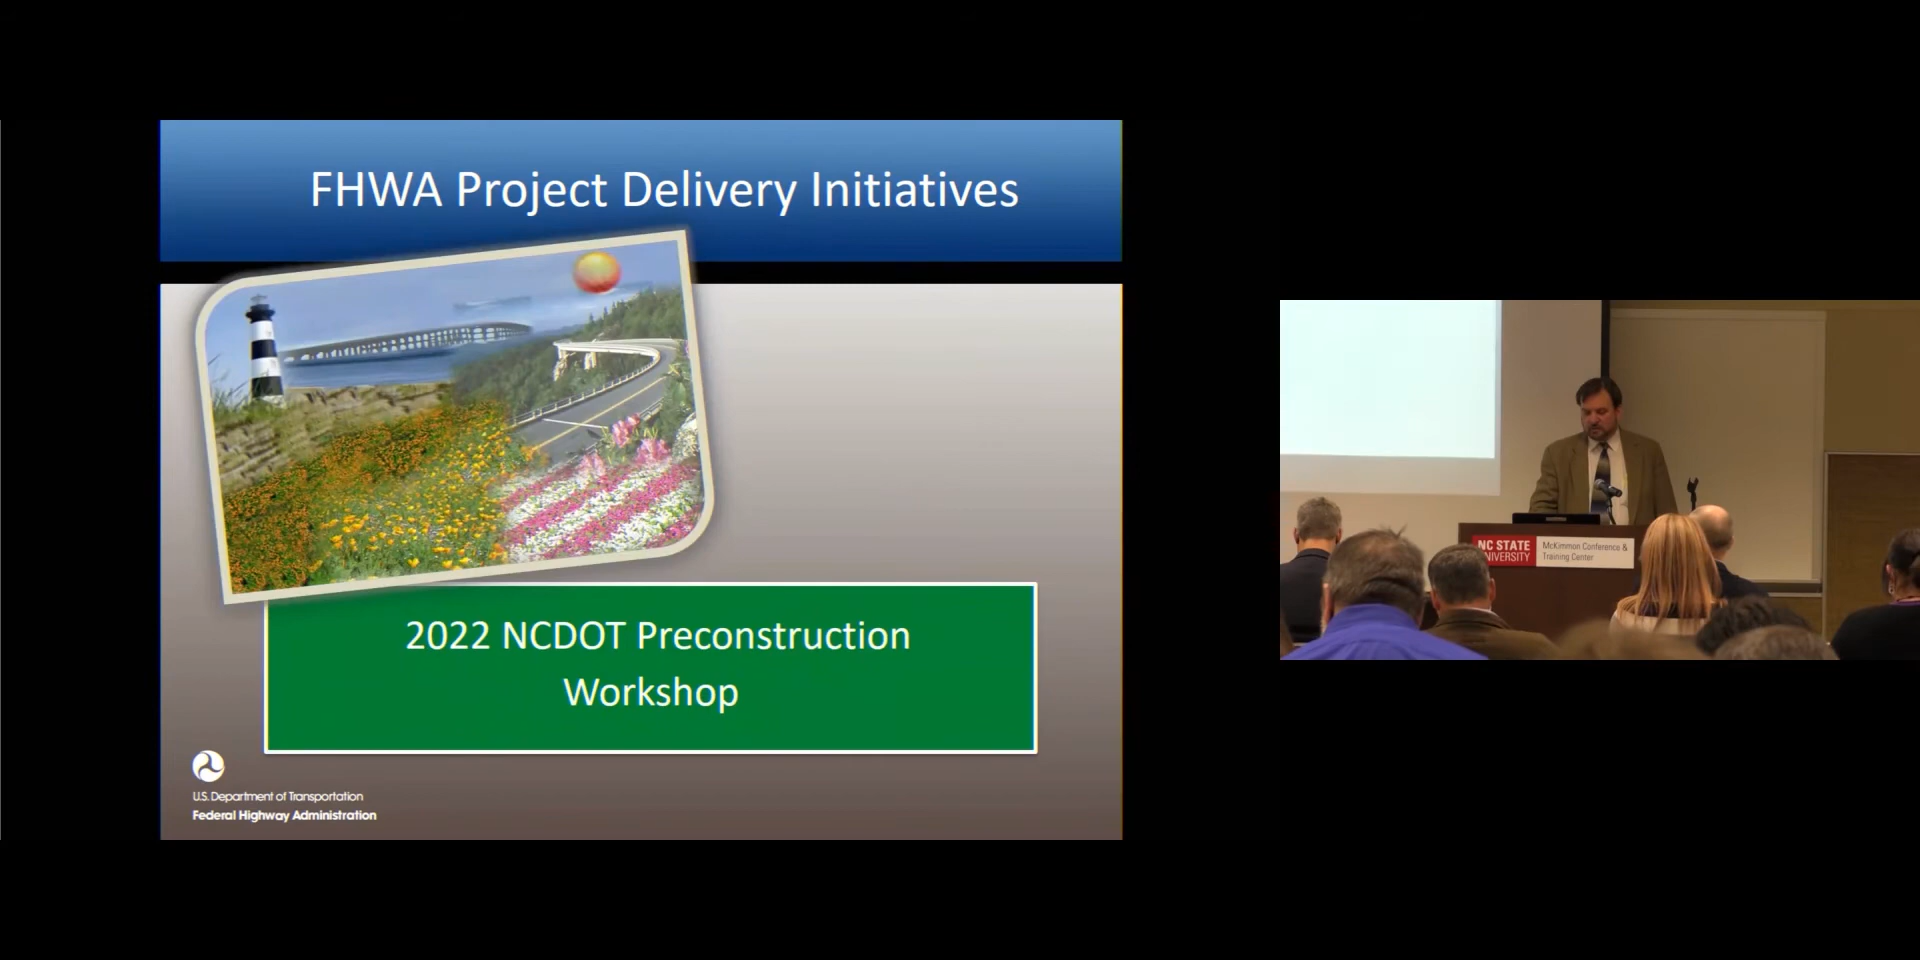 FHWA Project Delivery Initiatives
2022 NCDOT Preconstruction
Workshop
U.S. Department of Transportation
Federal Highway Administration
NC STATE
UNIVERSITY
McKimmon Conference &
Training Center